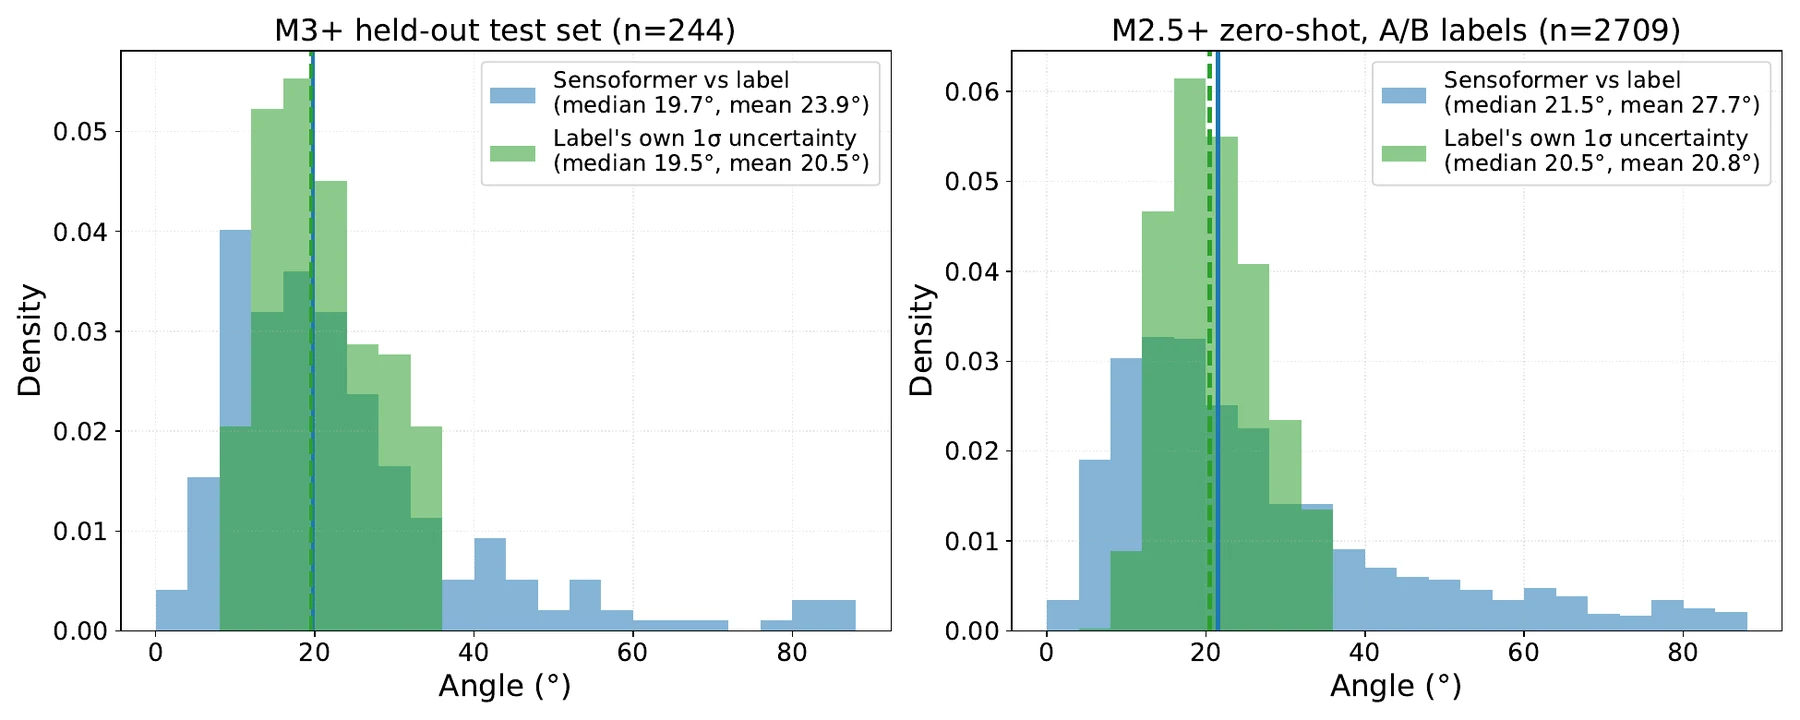 M3+ held-out test set (n=244)
Sensoformer vs label
(median 19.7°, mean 23.9°)
Label's own 1σ uncertainty
(median 19.5°, mean 20.5°)
Density
0.05
0.04
0.03
0.02
0.01
0.00
0 20 40 60 80
Angle (°)
M2.5+ zero-shot, A/B labels (n=2709)
Sensoformer vs label
(median 21.5°, mean 27.7°)
Label's own 1σ uncertainty
(median 20.5°, mean 20.8°)
Density
0.06
0.05
0.04
0.03
0.02
0.01
0.00
0 20 40 60 80
Angle (°)